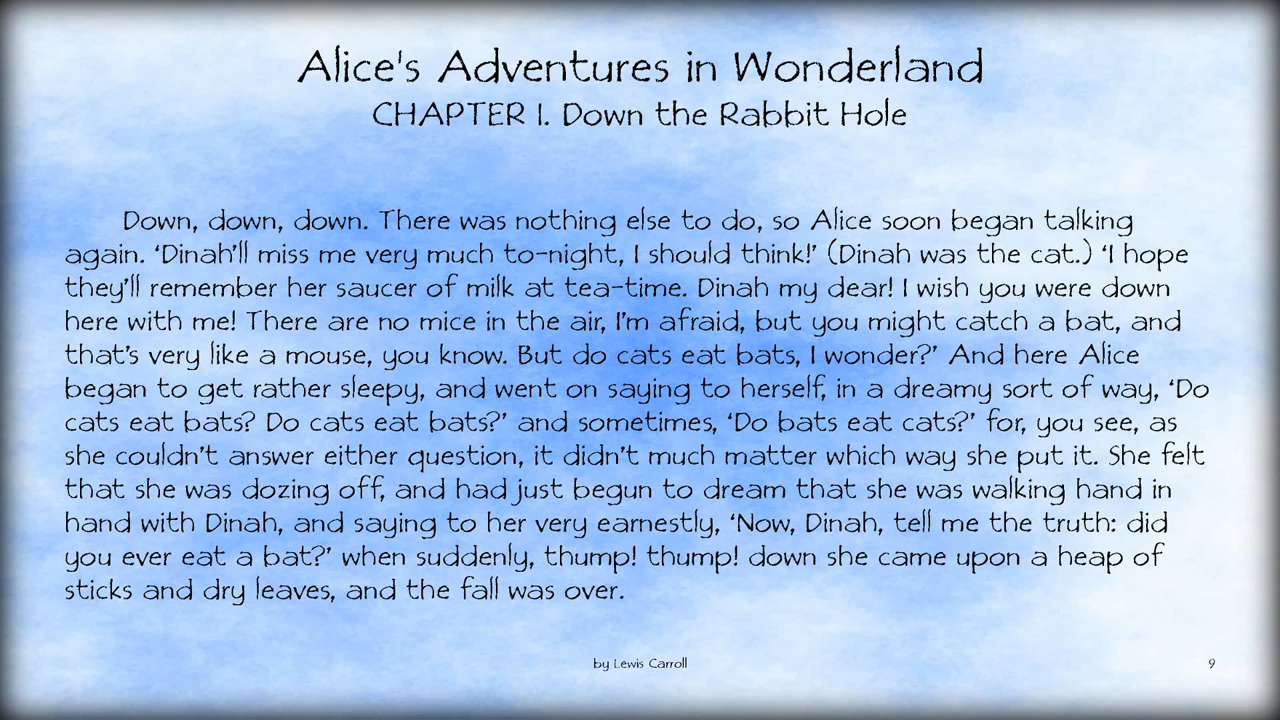 Alice's Adventures in Wonderland
CHAPTER I. Down the Rabbit Hole
Down, down, down. There was nothing else to do, so Alice soon began talking
again. ‘Dinah’ll miss me very much to-night, I should think!’ (Dinah was the cat.) ‘I hope
they’ll remember her saucer of milk at tea-time. Dinah my dear! I wish you were down
here with me! There are no mice in the air, I’m afraid, but you might catch a bat, and
that’s very like a mouse, you know. But do cats eat bats, I wonder?’ And here Alice
began to get rather sleepy, and went on saying to herself, in a dreamy sort of way, ‘Do
cats eat bats? Do cats eat bats?’ and sometimes, ‘Do bats eat cats?’ for, you see, as
she couldn’t answer either question, it didn’t much matter which way she put it. She felt
that she was dozing off, and had just begun to dream that she was walking hand in
hand with Dinah, and saying to her very earnestly, ‘Now, Dinah, tell me the truth: did
you ever eat a bat?’ when suddenly, thump! thump! down she came upon a heap of
sticks and dry leaves, and the fall was over.
by Lewis Carroll
9